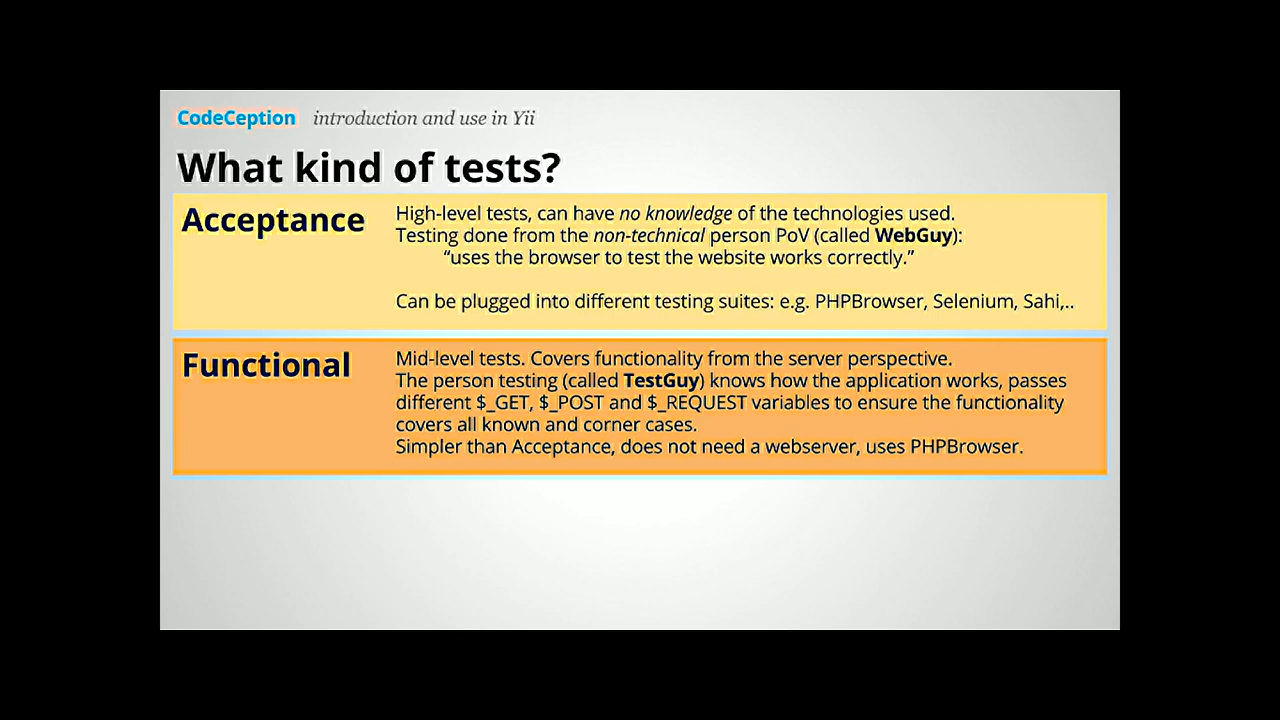 CodeCeption introduction and use in Yii
What kind of tests?
Acceptance
High-level tests, can have no knowledge of the technologies used.
Testing done from the non-technical person PoV (called WebGuy):
“uses the browser to test the website works correctly.”
Can be plugged into different testing suites: e.g. PHPBrowser, Selenium, Sahi,..
Functional
Mid-level tests. Covers functionality from the server perspective.
The person testing (called TestGuy) knows how the application works, passes
different $_GET, $_POST and $_REQUEST variables to ensure the functionality
covers all known and corner cases.
Simpler than Acceptance, does not need a webserver, uses PHPBrowser.